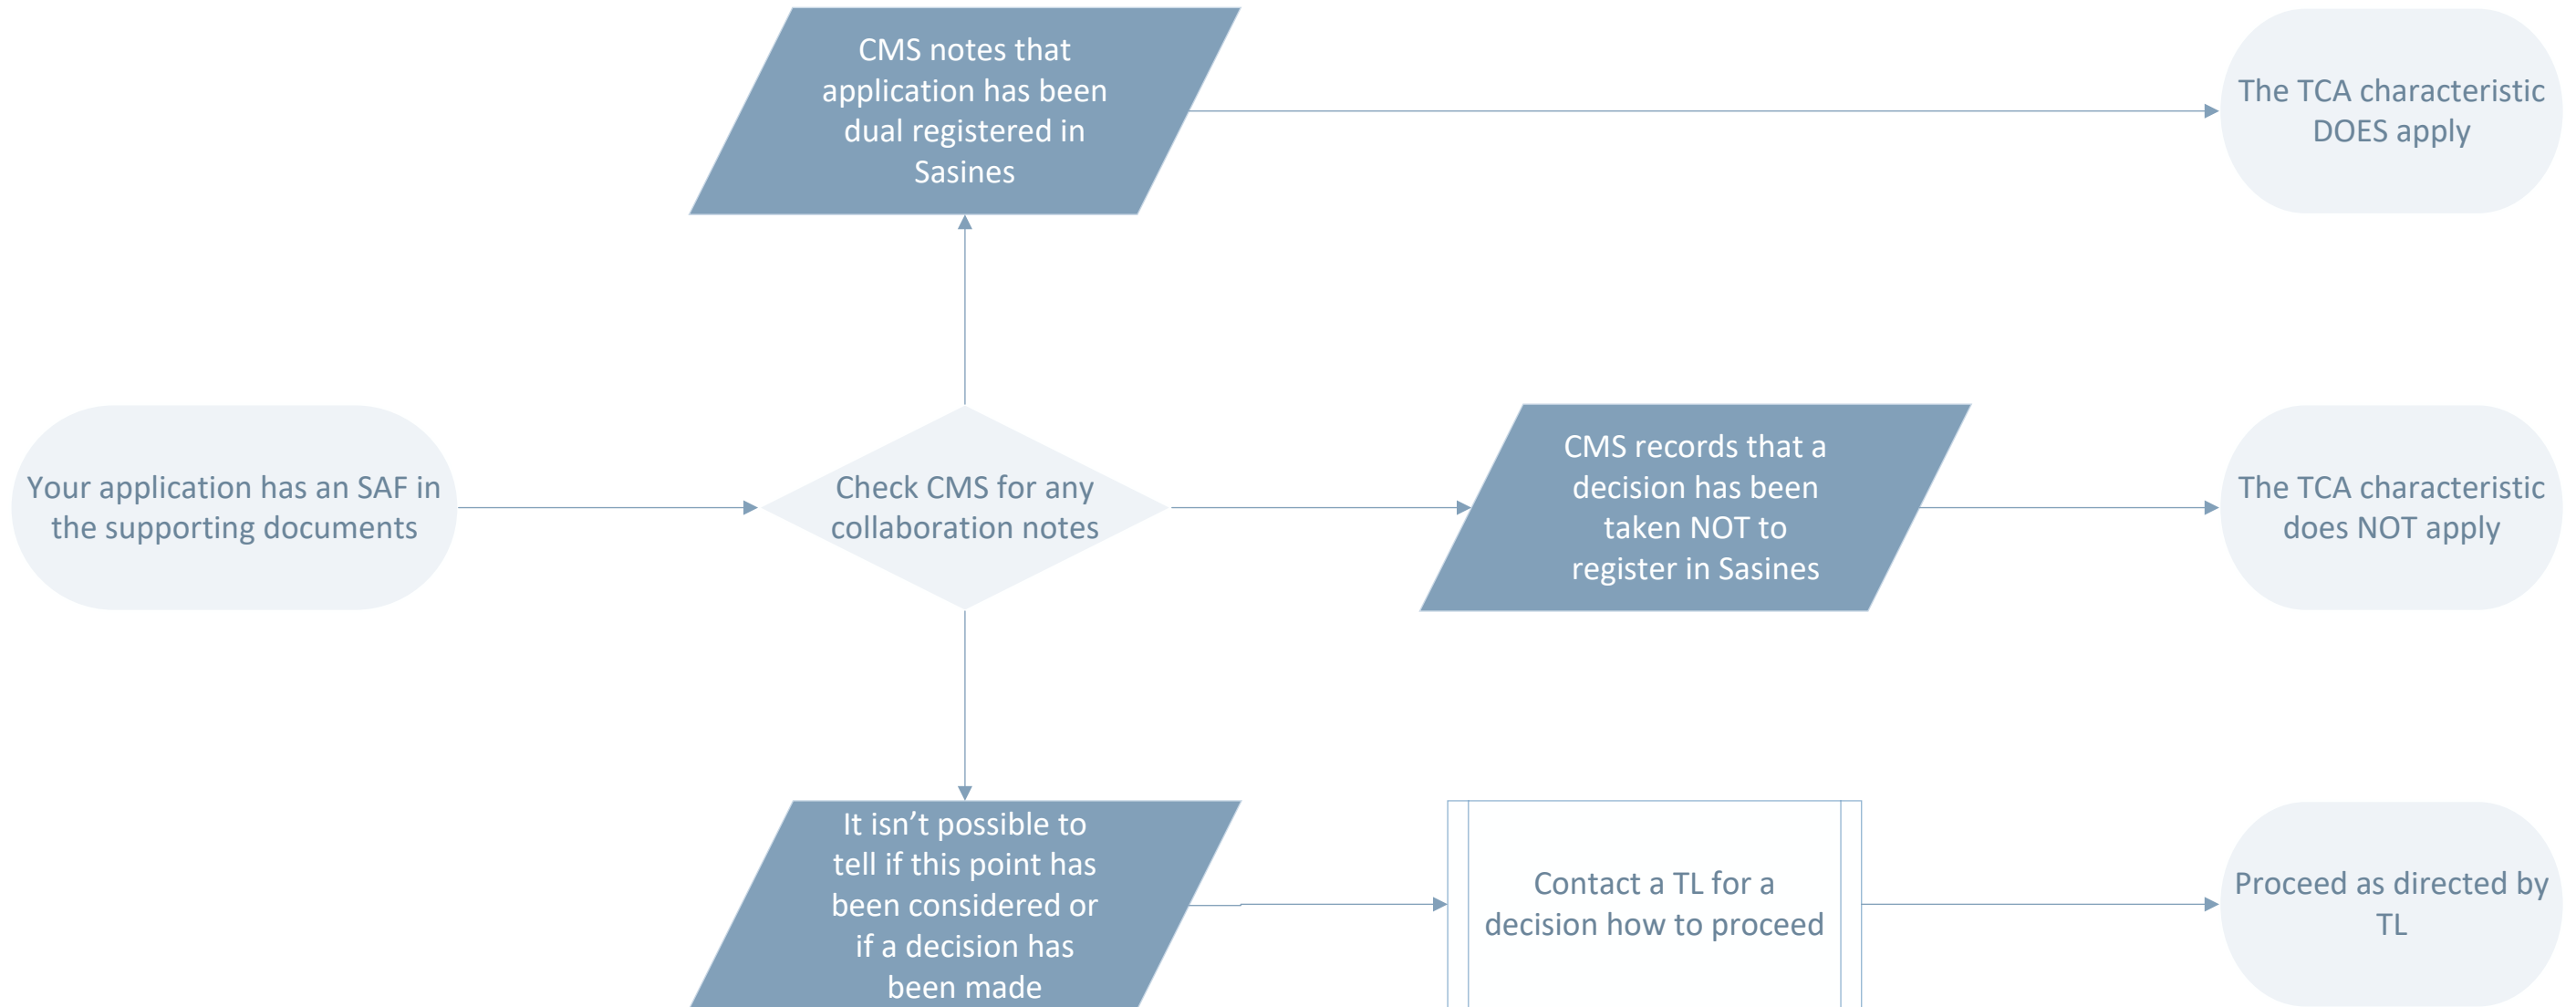 CMS notes that
application has been
dual registered in
Sasines
The TCA characteristic
DOES apply
Your application has an SAF in
the supporting documents
Check CMS for any
collaboration notes
CMS records that a
decision has been
taken NOT to
register in Sasines
The TCA characteristic
does NOT apply
It isn’t possible to
tell if this point has
been considered or
if a decision has
been made
Contact a TL for a
decision how to proceed
Proceed as directed by
TL